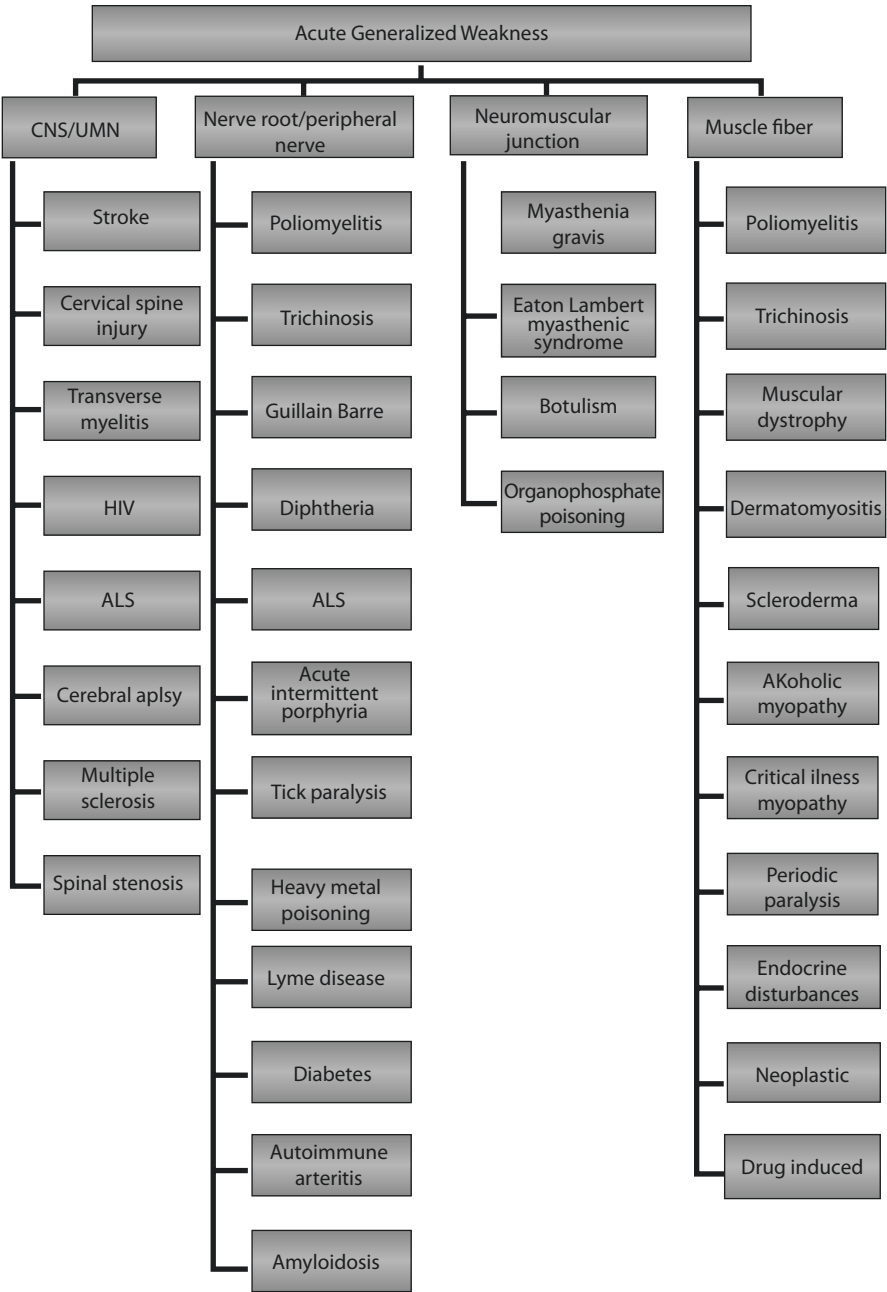 Acute Generalized Weakness
CNS/UMN
Stroke
Cervical spine
injury
Transverse
myelitis
HIV
ALS
Cerebral aplsy
Multiple
sclerosis
Spinal stenosis
Nerve root/peripheral
nerve
Poliomyelitis
Trichinosis
Guillain Barre
Diphtheria
ALS
Acute
intermittent
porphyria
Tick paralysis
Heavy metal
poisoning
Lyme disease
Diabetes
Autoimmune
arteritis
Amyloidosis
Neuromuscular
junction
Myasthenia
gravis
Eaton Lambert
myasthenic
syndrome
Botulism
Organophosphate
poisoning
Muscle fiber
Poliomyelitis
Trichinosis
Muscular
dystrophy
Dermatomyositis
Scleroderma
AKoholic
myopathy
Critical ilness
myopathy
Periodic
paralysis
Endocrine
disturbances
Neoplastic
Drug induced